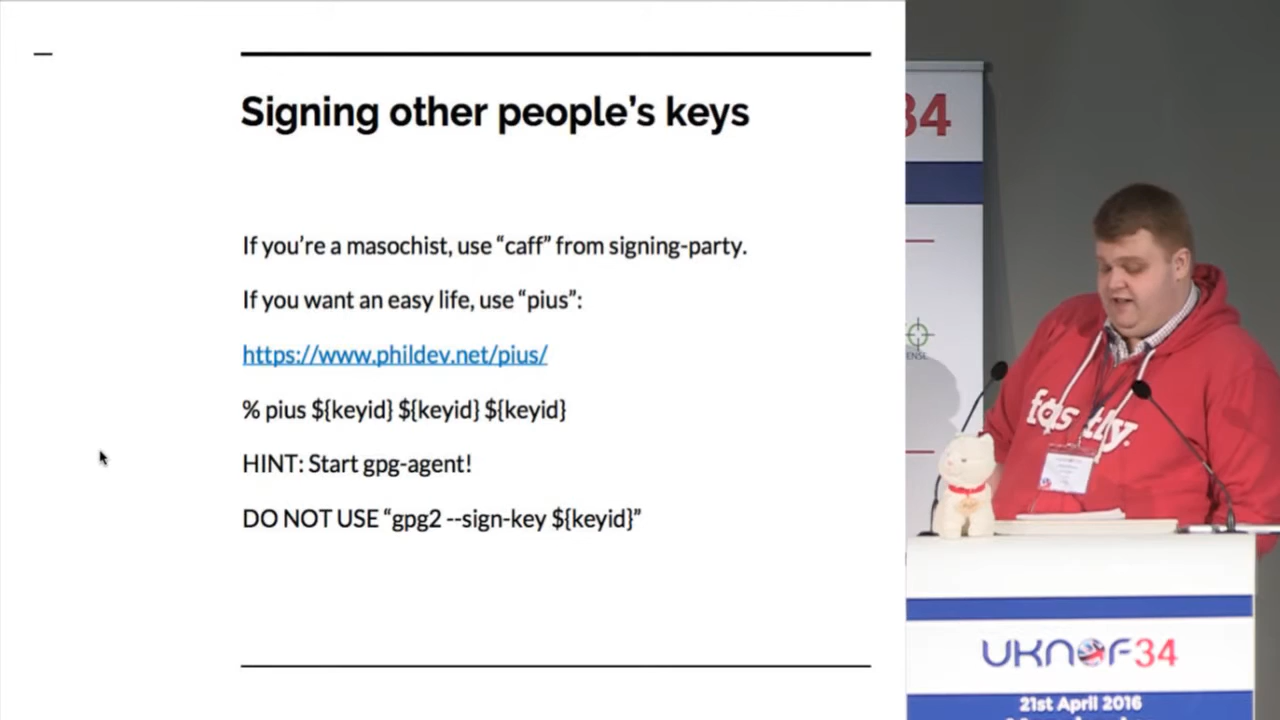 Signing other people’s keys
If you’re a masochist, use “caff” from signing-party.
If you want an easy life, use “pius”:
https://www.phildev.net/pius/
% pius ${keyid} ${keyid} ${keyid}
HINT: Start gpg-agent!
DO NOT USE “gpg2 --sign-key ${keyid}”
34
fastly.
UKNOF34
21st April 2016